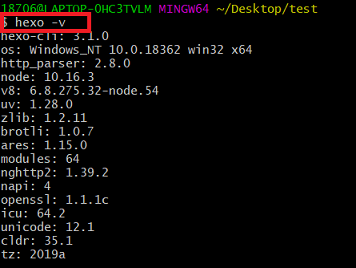 18706@LAPTOP-OHC3TVLM MINGW64 ~/Desktop/test
$ hexo -v
hexo-cli: 3.1.0
os: Windows_NT 10.0.18362 win32 x64
http_parser: 2.8.0
node: 10.16.3
v8: 6.8.275.32-node.54
uv: 1.28.0
zlib: 1.2.11
brotli: 1.0.7
ares: 1.15.0
modules: 64
nghttp2: 1.39.2
napi: 4
openssl: 1.1.1c
icu: 64.2
unicode: 12.1
cldr: 35.1
tz: 2019a